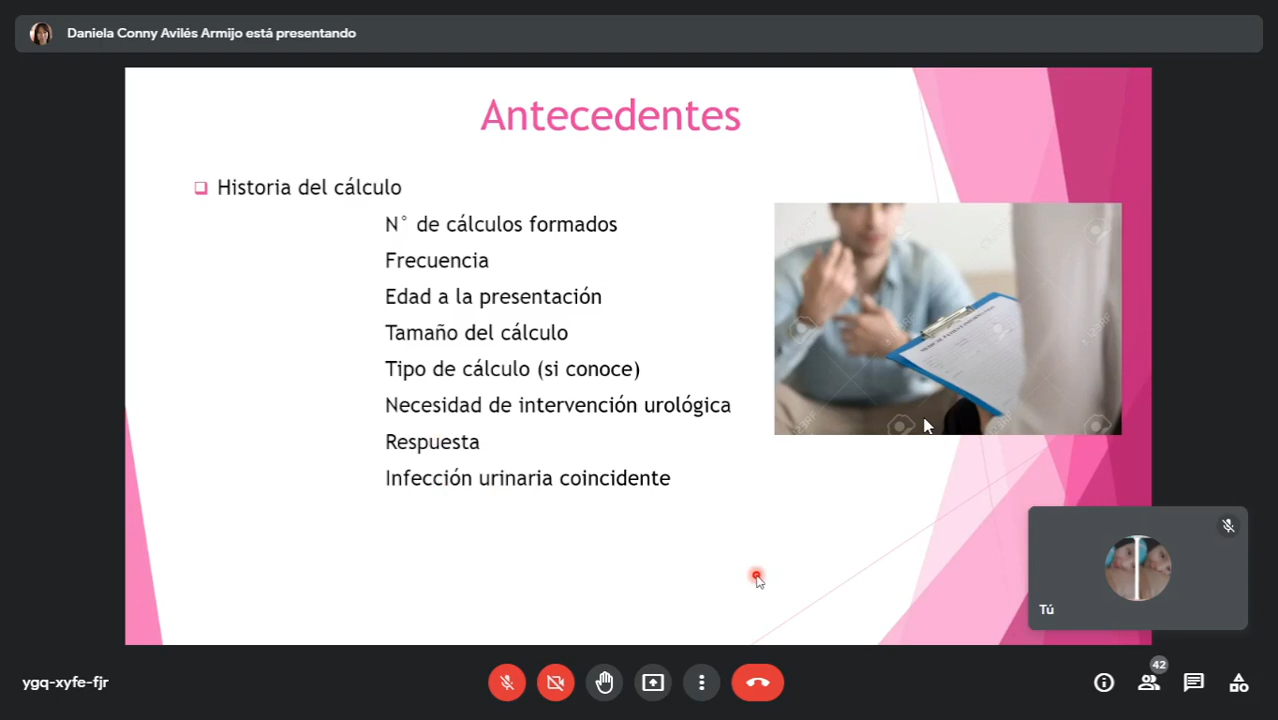 Daniela Conny Avilés Armijo está presentando
Antecedentes
Historia del cálculo
N° de cálculos formados
Frecuencia
Edad a la presentación
Tamaño del cálculo
Tipo de cálculo (si conoce)
Necesidad de intervención urológica
Respuesta
Infección urinaria coincidente
Tú
ygq-xyfe-fjr
42